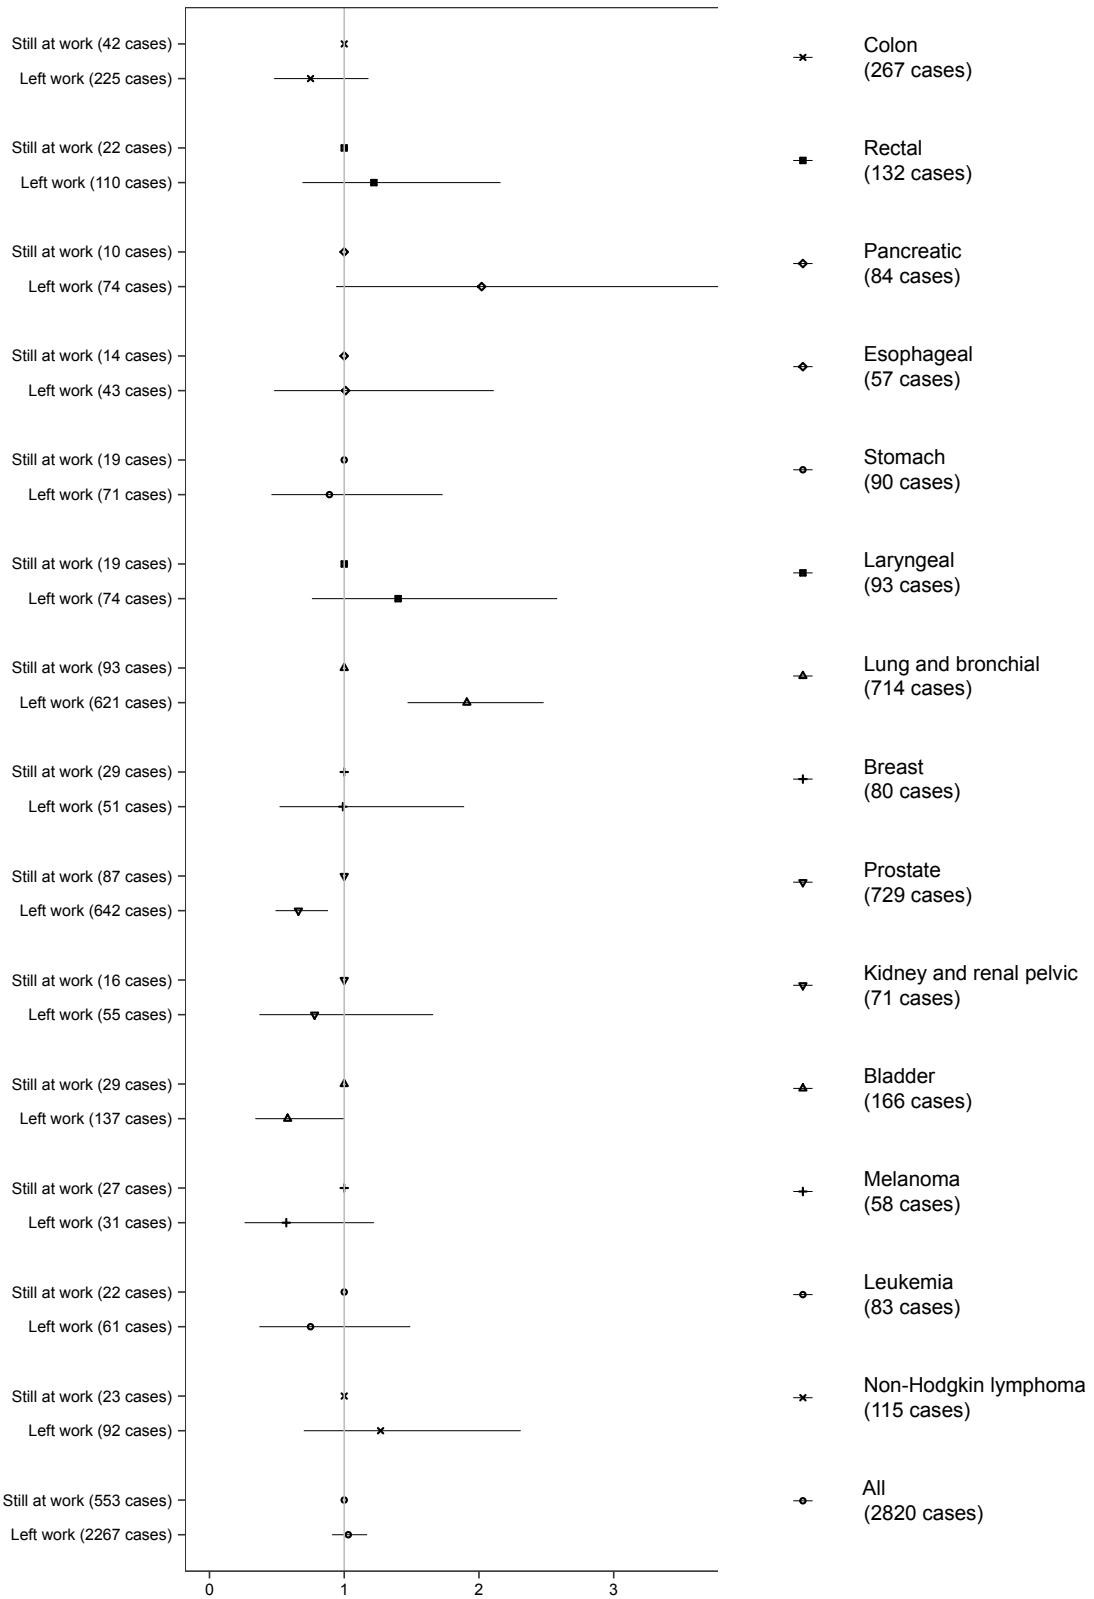 Still at work (42 cases)
Left work (225 cases)
Colon
(267 cases)
Still at work (22 cases)
Left work (110 cases)
Rectal
(132 cases)
Still at work (10 cases)
Left work (74 cases)
Pancreatic
(84 cases)
Still at work (14 cases)
Left work (43 cases)
Esophageal
(57 cases)
Still at work (19 cases)
Left work (71 cases)
Stomach
(90 cases)
Still at work (19 cases)
Left work (74 cases)
Laryngeal
(93 cases)
Still at work (93 cases)
Left work (621 cases)
Lung and bronchial
(714 cases)
Still at work (29 cases)
Left work (51 cases)
Breast
(80 cases)
Still at work (87 cases)
Left work (642 cases)
Prostate
(729 cases)
Still at work (16 cases)
Left work (55 cases)
Kidney and renal pelvic
(71 cases)
Still at work (29 cases)
Left work (137 cases)
Bladder
(166 cases)
Still at work (27 cases)
Left work (31 cases)
Melanoma
(58 cases)
Still at work (22 cases)
Left work (61 cases)
Leukemia
(83 cases)
Still at work (23 cases)
Left work (92 cases)
Non-Hodgkin lymphoma
(115 cases)
Still at work (553 cases)
Left work (2267 cases)
All
(2820 cases)
0 1 2 3